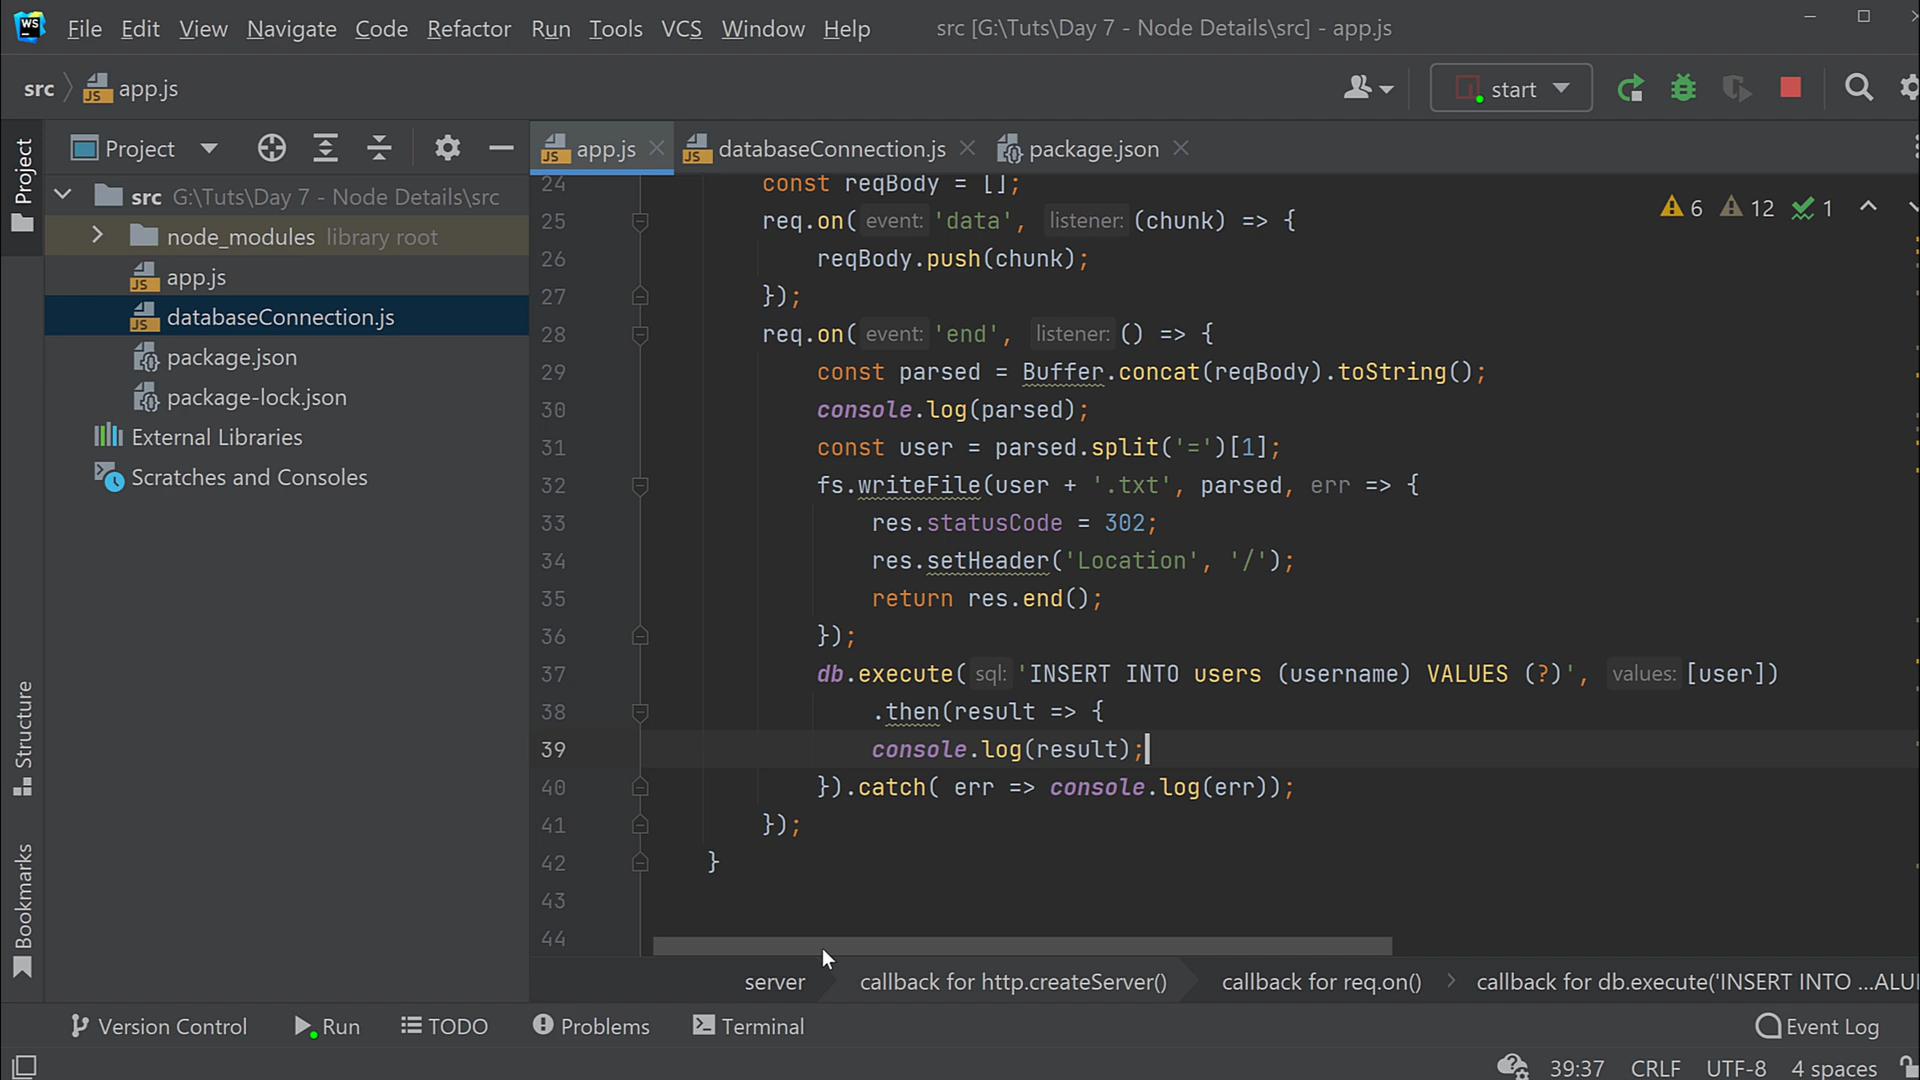 WS File Edit View Navigate Code Refactor Run Tools VCS Window Help src [G:\Tuts\Day 7 - Node Details\src] - app.js
src app.js start
Project
Project app.js databaseConnection.js package.json
src G:\Tuts\Day 7 - Node Details\src
node_modules library root
app.js
databaseConnection.js
package.json
package-lock.json
External Libraries
Scratches and Consoles
6 12 1
24 const reqBody = [];
25 req.on( event: 'data', listener: (chunk) => {
26 reqBody.push(chunk);
27 });
28 req.on( event: 'end', listener: () => {
29 const parsed = Buffer.concat(reqBody).toString();
30 console.log(parsed);
31 const user = parsed.split('=')[1];
32 fs.writeFile(user + '.txt', parsed, err => {
33 res.statusCode = 302;
34 res.setHeader('Location', '/');
35 return res.end();
36 });
37 db.execute( sql: 'INSERT INTO users (username) VALUES (?)', values: [user])
38 .then(result => {
39 console.log(result);
40 }).catch( err => console.log(err));
41 });
42 }
43
44
Structure
Bookmarks
server callback for http.createServer() callback for req.on() callback for db.execute('INSERT INTO ...ALUI
Version Control Run TODO Problems Terminal Event Log
39:37 CRLF UTF-8 4 spaces